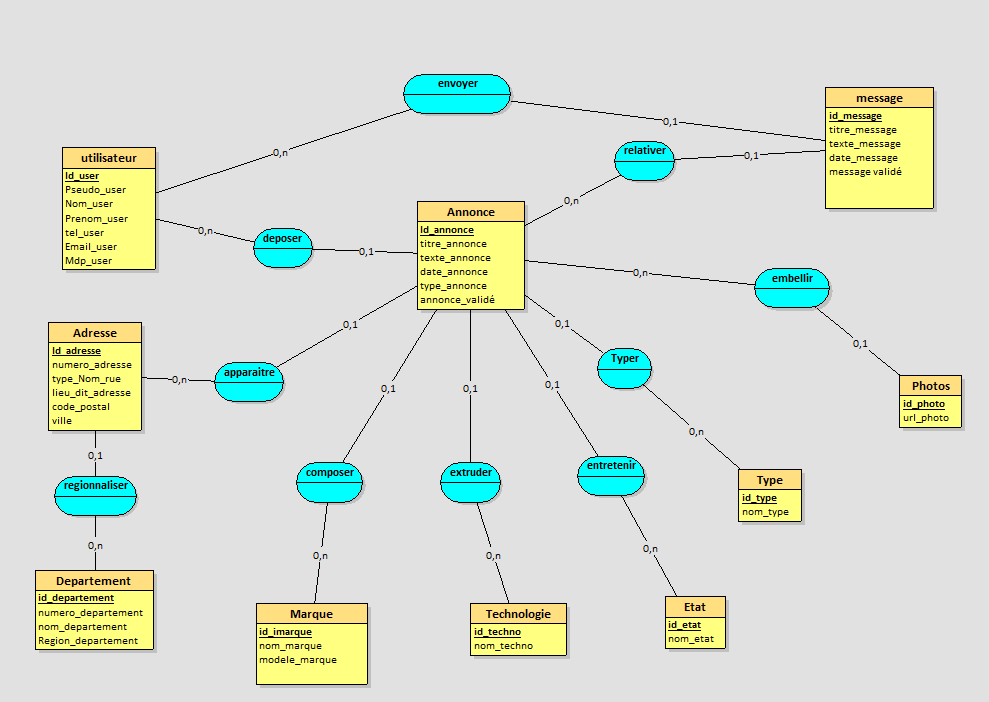 envoyer
0,n
0,1
message
id_message
titre_message
texte_message
date_message
message validé
relativer
0,1
0,n
utilisateur
Id_user
Pseudo_user
Nom_user
Prenom_user
tel_user
Email_user
Mdp_user
0,n
deposer
0,1
Annonce
Id_annonce
titre_annonce
texte_annonce
date_annonce
type_annonce
annonce_validé
0,n
embellir
0,1
Photos
id_photo
url_photo
Adresse
Id_adresse
numero_adresse
type_Nom_rue
lieu_dit_adresse
code_postal
ville
0,n
apparaitre
0,1
0,1
Typer
0,n
Type
id_type
nom_type
0,1
regionnaliser
0,n
Departement
id_departement
numero_departement
nom_departement
Region_departement
0,1
composer
0,n
Marque
id_imarque
nom_marque
modele_marque
0,1
extruder
0,n
Technologie
id_techno
nom_techno
0,1
entretenir
0,n
Etat
id_etat
nom_etat